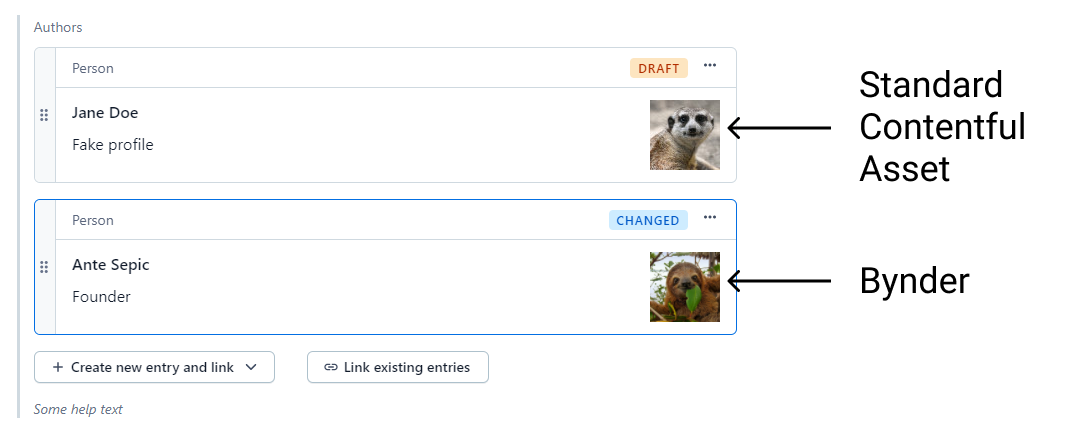 Authors
Person
DRAFT
Jane Doe
Fake profile
Standard
Contentful
Asset
Person
CHANGED
Ante Sepic
Founder
Bynder
Create new entry and link
Link existing entries
Some help text